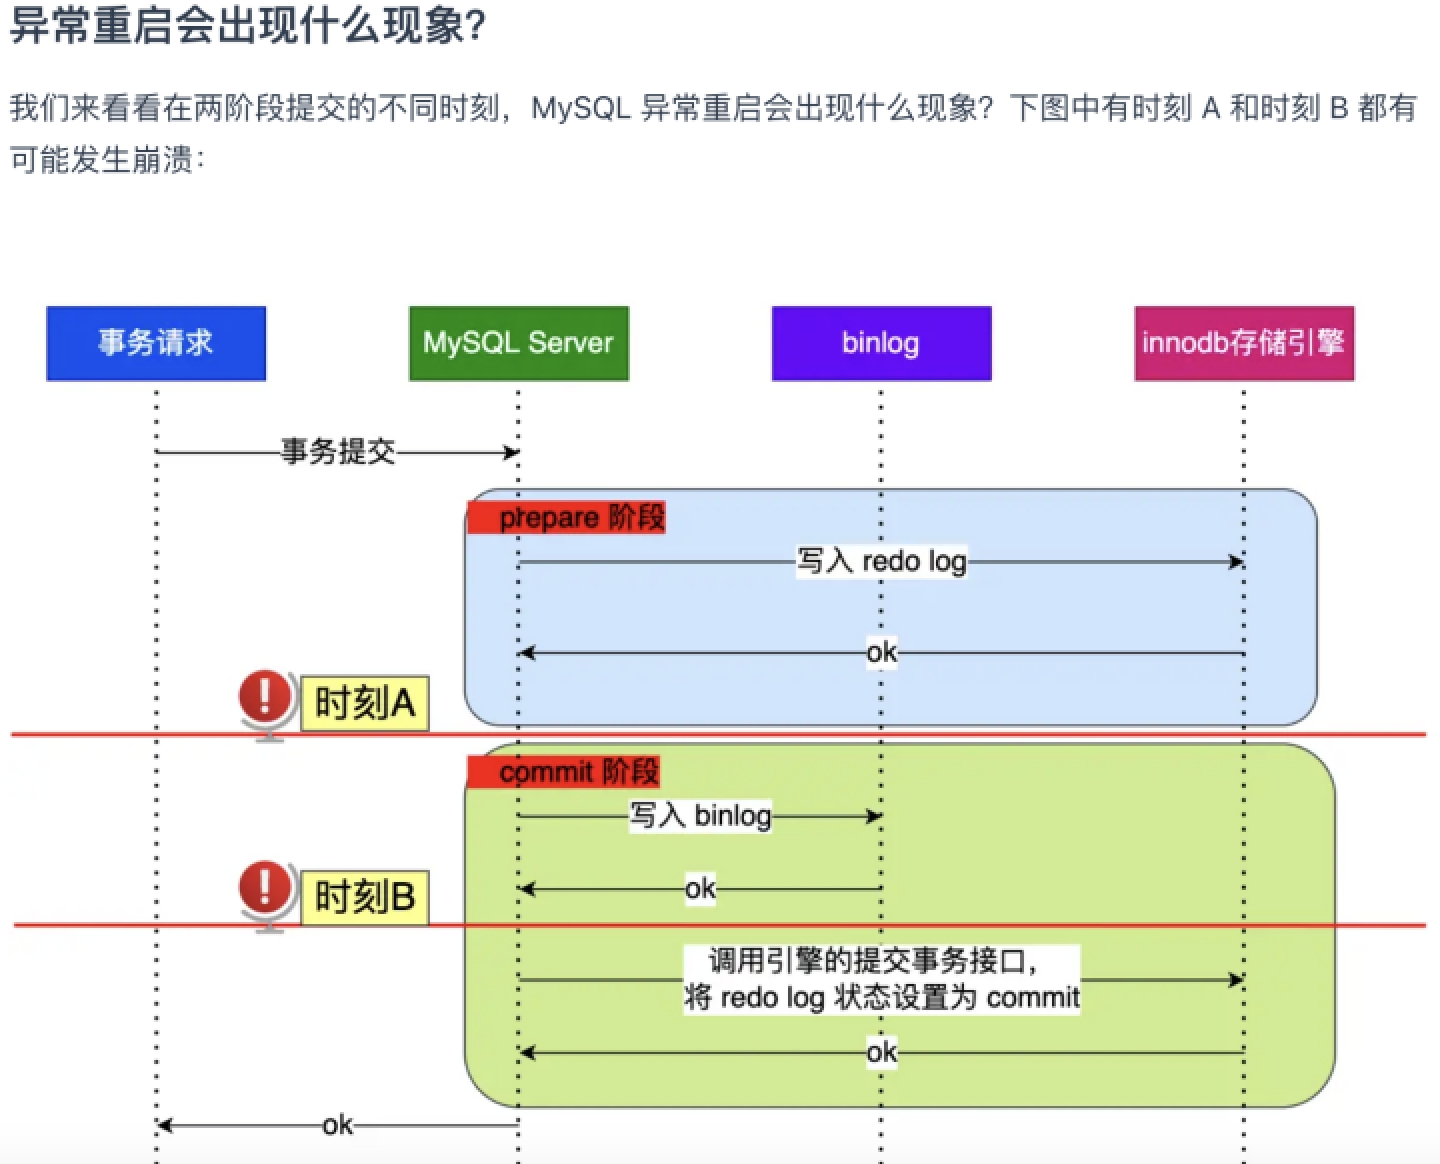 异常重启会出现什么现象？
我们来看看在两阶段提交的不同时刻，MySQL 异常重启会出现什么现象？下图中有时刻 A 和时刻 B 都有
可能发生崩溃：
事务请求
MySQL Server
binlog
innodb存储引擎
事务提交
prepare 阶段
写入 redo log
ok
时刻A
commit 阶段
写入 binlog
ok
时刻B
调用引擎的提交事务接口，
将 redo log 状态设置为 commit
ok
ok